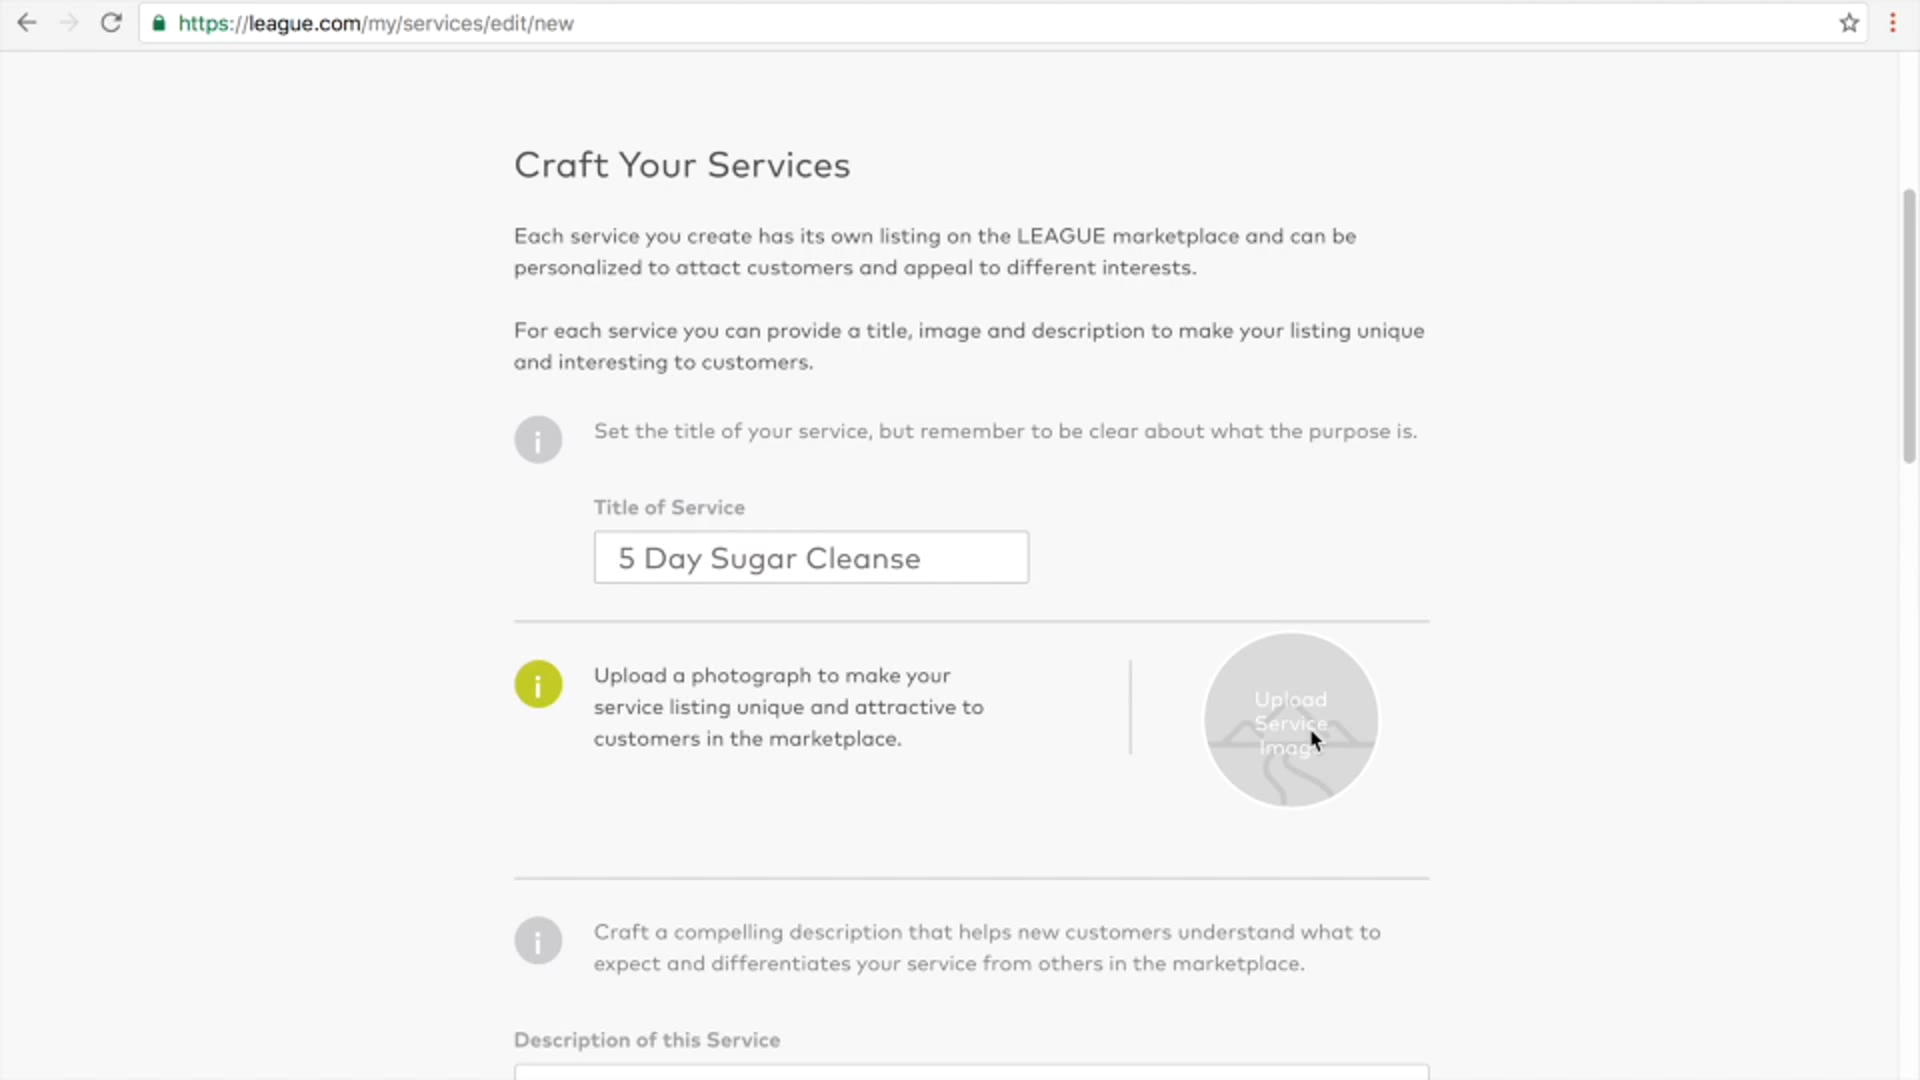 https://league.com/my/services/edit/new
Craft Your Services
Each service you create has its own listing on the LEAGUE marketplace and can be
personalized to attact customers and appeal to different interests.
For each service you can provide a title, image and description to make your listing unique
and interesting to customers.
Set the title of your service, but remember to be clear about what the purpose is.
Title of Service
5 Day Sugar Cleanse
Upload a photograph to make your
service listing unique and attractive to
customers in the marketplace.
Upload
Service
Image
Craft a compelling description that helps new customers understand what to
expect and differentiates your service from others in the marketplace.
Description of this Service